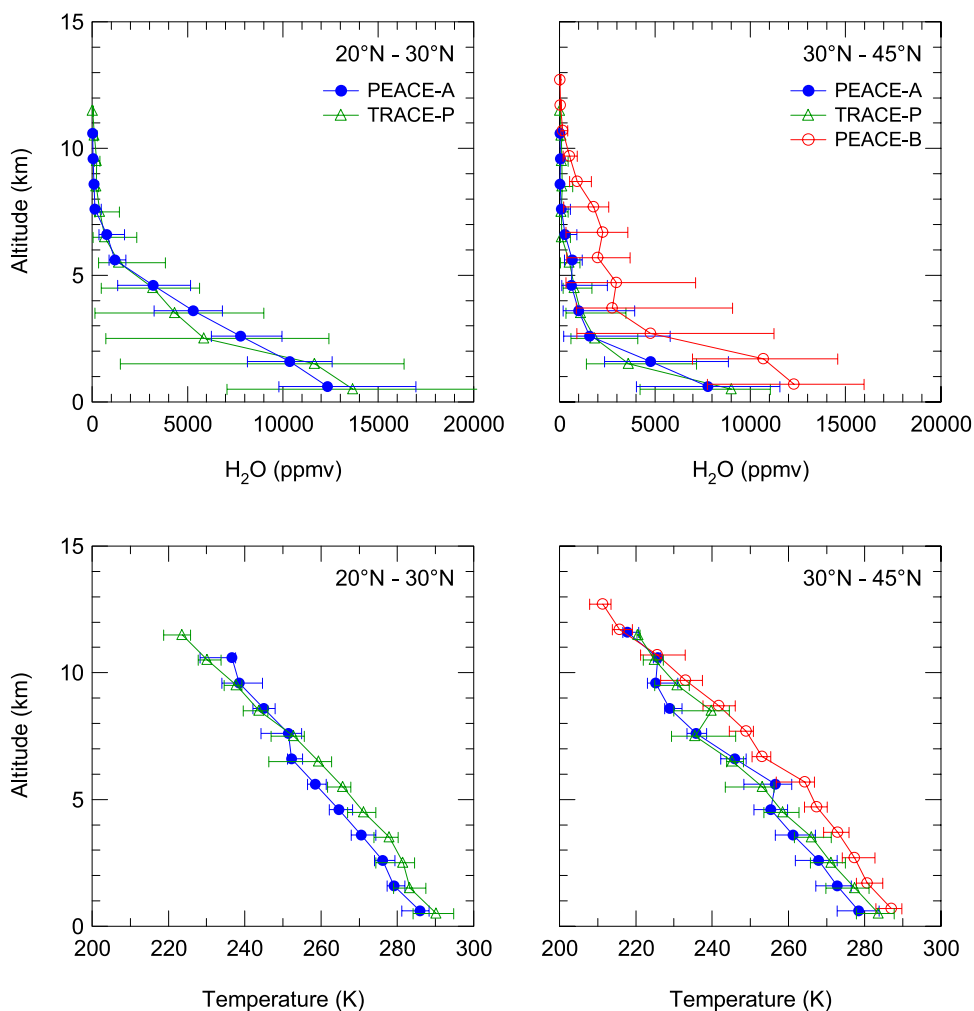 15
10
5
0
Altitude (km)
20°N - 30°N
PEACE-A
TRACE-P
0 5000 10000 15000 20000
H₂O (ppmv)
30°N - 45°N
PEACE-A
TRACE-P
PEACE-B
0 5000 10000 15000 20000
H₂O (ppmv)
15
10
5
0
Altitude (km)
20°N - 30°N
200 220 240 260 280 300
Temperature (K)
30°N - 45°N
200 220 240 260 280 300
Temperature (K)